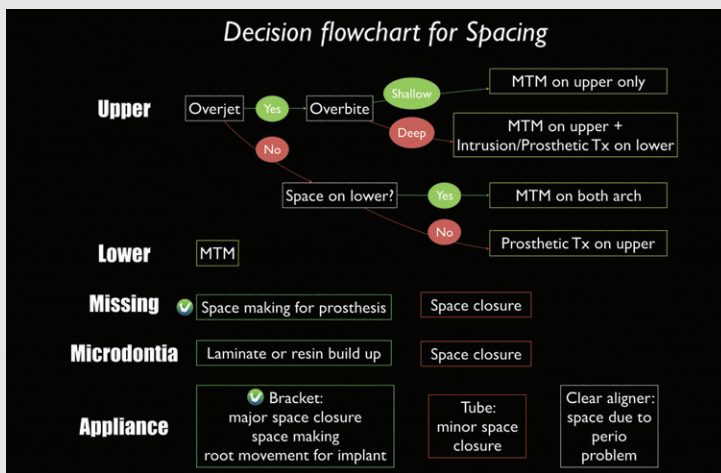 Decision flowchart for Spacing
Upper
Overjet
Yes
Overbite
Shallow
MTM on upper only
Deep
MTM on upper +
Intrusion/Prosthetic Tx on lower
No
Space on lower?
Yes
MTM on both arch
No
Prosthetic Tx on upper
Lower
MTM
Missing
Space making for prosthesis
Space closure
Microdontia
Laminate or resin build up
Space closure
Appliance
Bracket:
major space closure
space making
root movement for implant
Tube:
minor space
closure
Clear aligner:
space due to
perio
problem